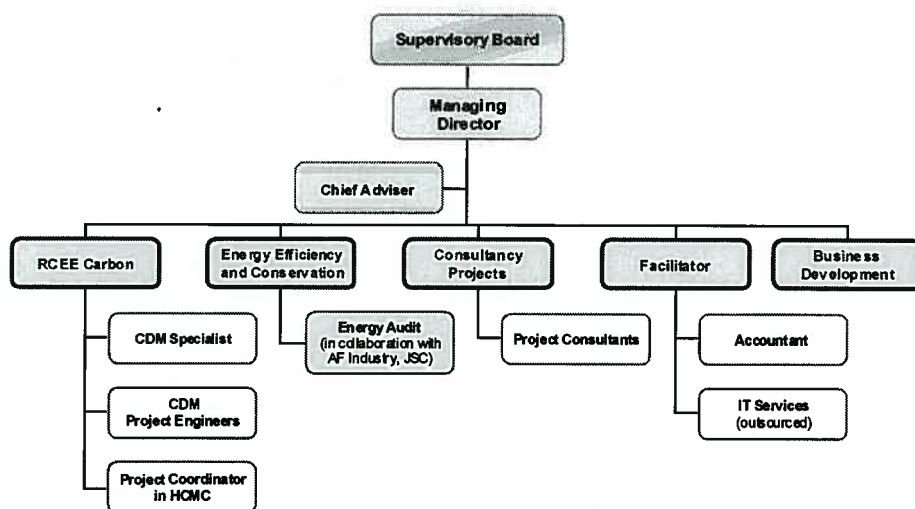 Supervisory Board
Managing
Director
Chief Adviser
RCEE Carbon
Energy Efficiency
and Conservation
Consultancy
Projects
Facilitator
Business
Development
CDM Specialist
Energy Audit
(in collaboration with
AF Industry, JSC)
Project Consultants
Accountant
CDM
Project Engineers
IT Services
(outsourced)
Project Coordinator
in HCMC